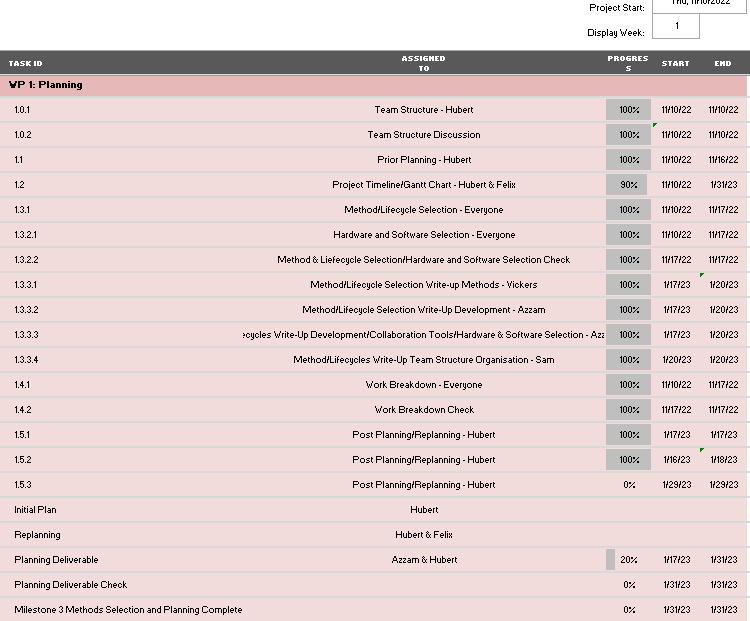 Project Start: Thu, 11/10/2022
Display Week: 1
TASK ID ASSIGNED TO PROGRESS START END
WP 1: Planning
1.0.1 Team Structure - Hubert 100% 11/10/22 11/10/22
1.0.2 Team Structure Discussion 100% 11/10/22 11/10/22
1.1 Prior Planning - Hubert 100% 11/10/22 11/16/22
1.2 Project Timeline/Gantt Chart - Hubert & Felix 90% 11/10/22 1/31/23
1.3.1 Method/Lifecycle Selection - Everyone 100% 11/10/22 11/17/22
1.3.2.1 Hardware and Software Selection - Everyone 100% 11/10/22 11/17/22
1.3.2.2 Method & Liefecycle Selection/Hardware and Software Selection Check 100% 11/17/22 11/17/22
1.3.3.1 Method/Lifecycle Selection Write-up Methods - Vickers 100% 1/17/23 1/20/23
1.3.3.2 Method/Lifecycle Selection Write-Up Development - Azzam 100% 1/17/23 1/20/23
1.3.3.3 ecycles Write-Up Development/Collaboration Tools/Hardware & Software Selection - Azz 100% 1/17/23 1/20/23
1.3.3.4 Method/Lifecycles Write-Up Team Structure Organisation - Sam 100% 1/20/23 1/20/23
1.4.1 Work Breakdown - Everyone 100% 11/10/22 11/17/22
1.4.2 Work Breakdown Check 100% 11/17/22 11/17/22
1.5.1 Post Planning/Replanning - Hubert 100% 1/17/23 1/17/23
1.5.2 Post Planning/Replanning - Hubert 100% 1/16/23 1/18/23
1.5.3 Post Planning/Replanning - Hubert 0% 1/29/23 1/29/23
Initial Plan Hubert
Replanning Hubert & Felix
Planning Deliverable Azzam & Hubert 20% 1/17/23 1/31/23
Planning Deliverable Check 0% 1/31/23 1/31/23
Milestone 3 Methods Selection and Planning Complete 0% 1/31/23 1/31/23